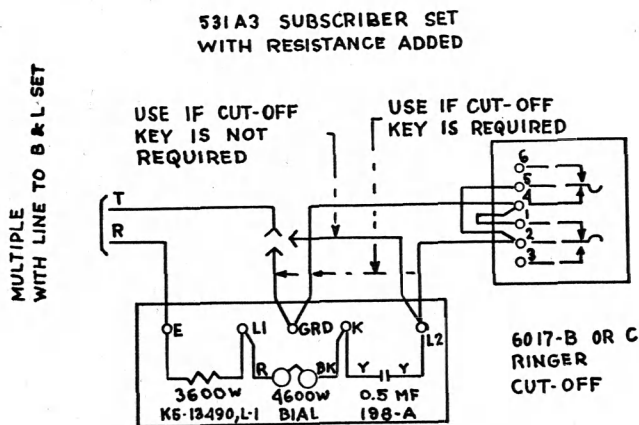 531A3 SUBSCRIBER SET
WITH RESISTANCE ADDED
MULTIPLE
WITH LINE TO B & L SET
USE IF CUT-OFF
KEY IS NOT
REQUIRED
USE IF CUT-OFF
KEY IS REQUIRED
T
R
6
5
4
1
2
3
E
L1
GRD
K
L2
R
BK
Y
Y
3600W
4600W
0.5 MF
KS-13490,L-1
BIAL
198-A
6017-B OR C
RINGER
CUT-OFF